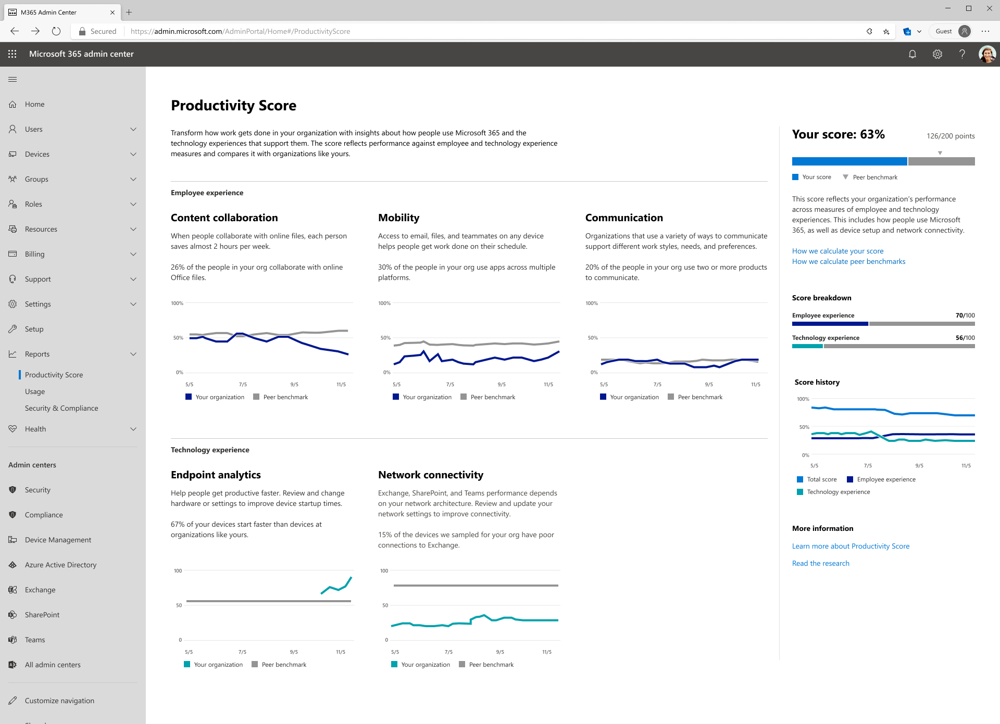 M365 Admin Center
Secured
https://admin.microsoft.com/AdminPortal/Home#/ProductivityScore
Guest
Microsoft 365 admin center
Home
Users
Devices
Groups
Roles
Resources
Billing
Support
Settings
Setup
Reports
Productivity Score
Usage
Security & Compliance
Health
Admin centers
Security
Compliance
Device Management
Azure Active Directory
Exchange
SharePoint
Teams
All admin centers
Customize navigation
Productivity Score
Transform how work gets done in your organization with insights about how people use Microsoft 365 and the
technology experiences that support them. The score reflects performance against employee and technology experience
measures and compares it with organizations like yours.
Employee experience
Content collaboration
When people collaborate with online files, each person
saves almost 2 hours per week.
26% of the people in your org collaborate with online
Office files.
100%
50%
0%
5/5 7/5 9/5 11/5
Your organization Peer benchmark
Mobility
Access to email, files, and teammates on any device
helps people get work done on their schedule.
30% of the people in your org use apps across multiple
platforms.
100%
50%
0%
5/5 7/5 9/5 11/5
Your organization Peer benchmark
Communication
Organizations that use a variety of ways to communicate
support different work styles, needs, and preferences.
20% of the people in your org use two or more products
to communicate.
100%
50%
0%
5/5 7/5 9/5 11/5
Your organization Peer benchmark
Technology experience
Endpoint analytics
Help people get productive faster. Review and change
hardware or settings to improve device startup times.
67% of your devices start faster than devices at
organizations like yours.
100
50
0
5/5 7/5 9/5 11/5
Your organization Peer benchmark
Network connectivity
Exchange, SharePoint, and Teams performance depends
on your network architecture. Review and update your
network settings to improve connectivity.
15% of the devices we sampled for your org have poor
connections to Exchange.
100
50
0
5/5 7/5 9/5 11/5
Your organization Peer benchmark
Your score: 63% 126/200 points
Your score Peer benchmark
This score reflects your organization’s performance
across measures of employee and technology
experiences. This includes how people use Microsoft
365, as well as device setup and network connectivity.
How we calculate your score
How we calculate peer benchmarks
Score breakdown
Employee experience 70/100
Technology experience 56/100
Score history
100%
50%
0%
5/5 7/5 9/5 11/5
Total score Employee experience
Technology experience
More information
Learn more about Productivity Score
Read the research